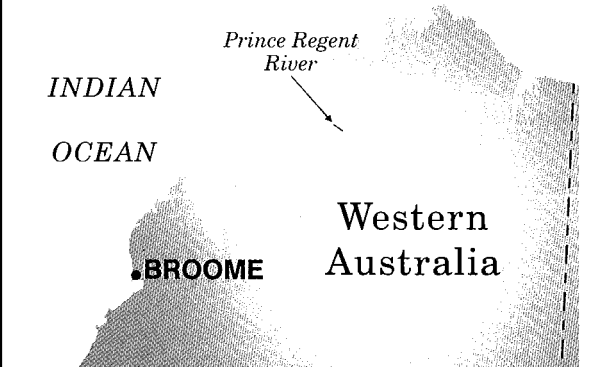 Prince Regent
River
INDIAN
OCEAN
Western
Australia
BROOME